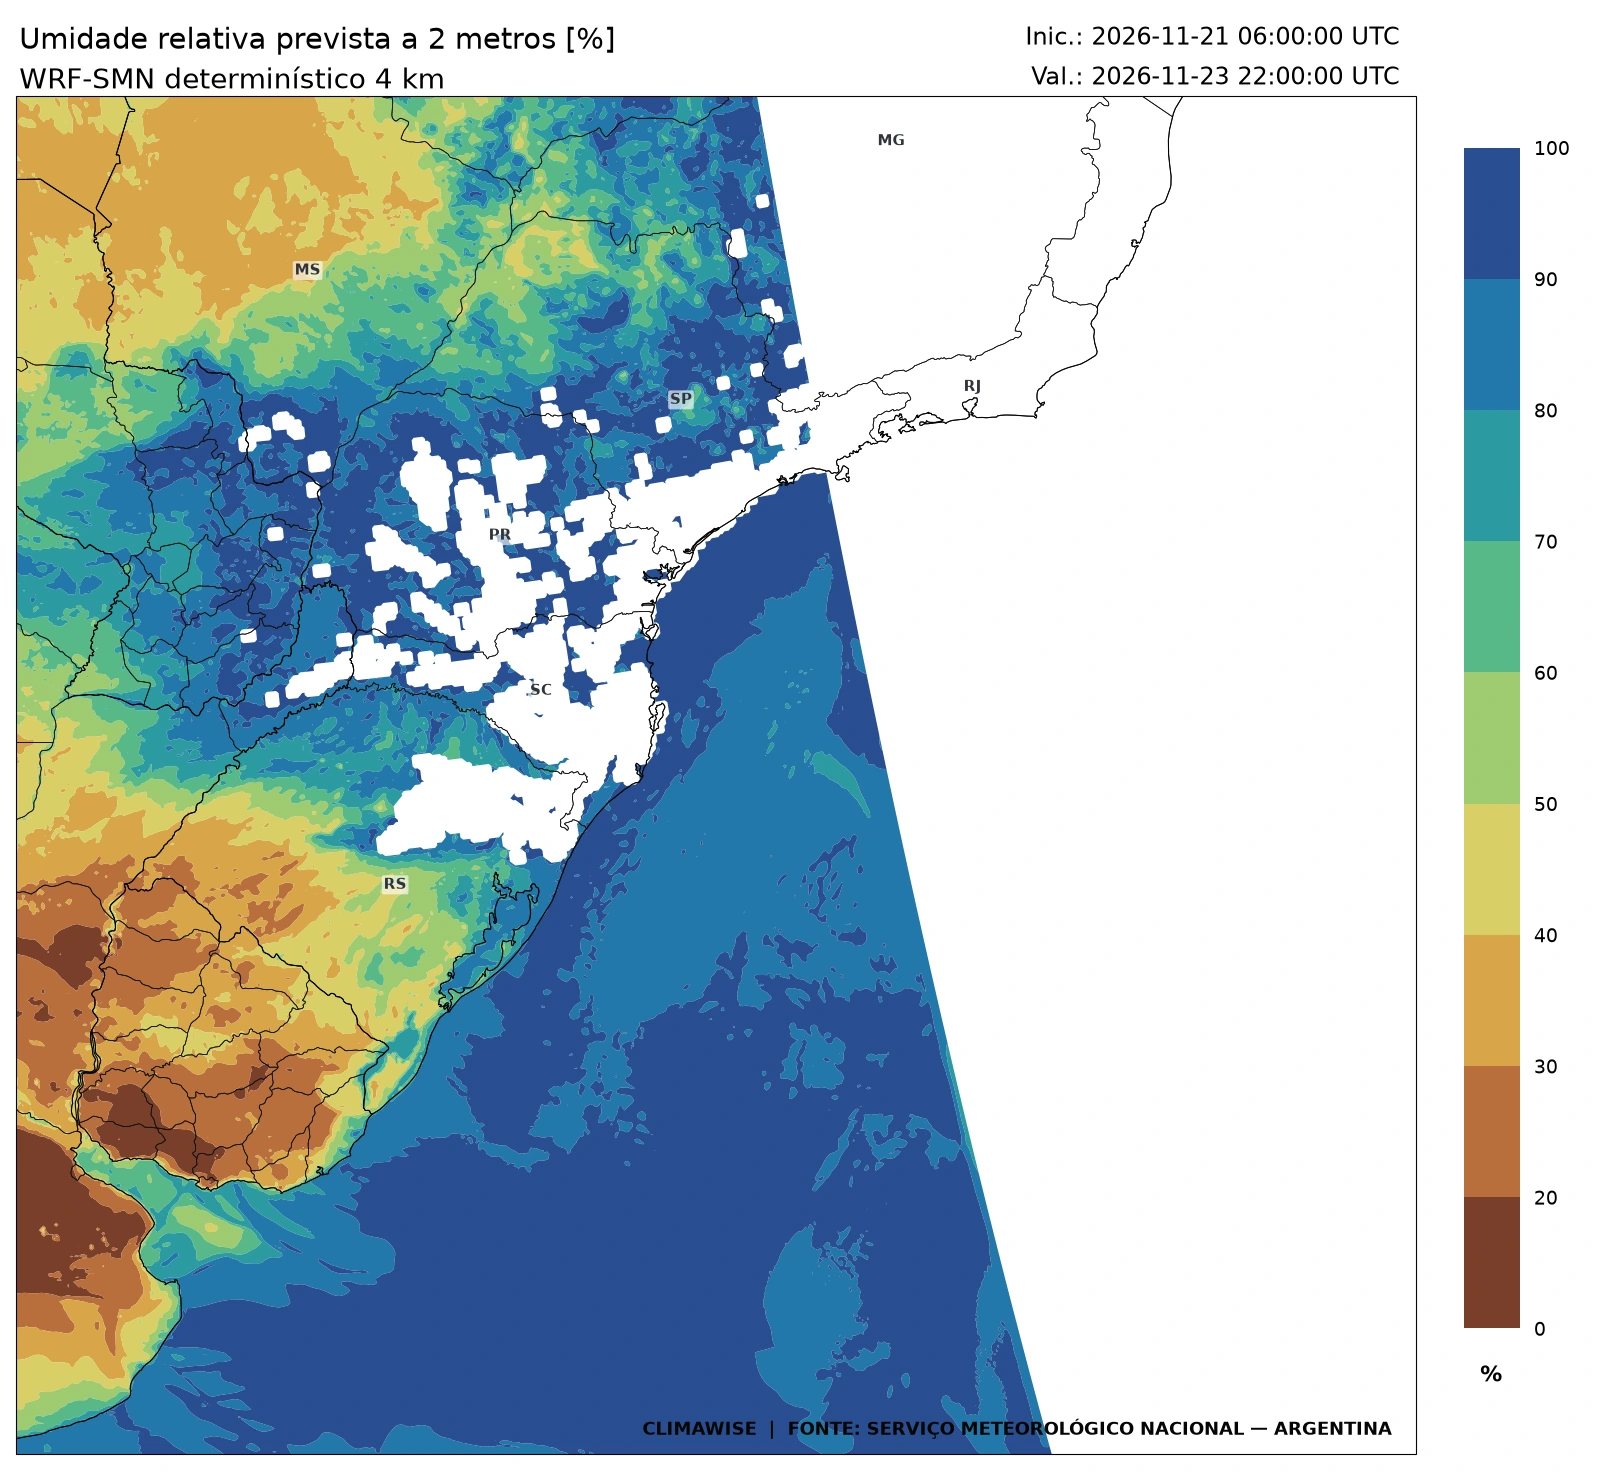 Umidade relativa prevista a 2 metros [%]
WRF-SMN determinístico 4 km
Inic.: 2026-11-21 06:00:00 UTC
Val.: 2026-11-23 22:00:00 UTC
MG
MS
RJ
SP
PR
SC
RS
100
90
80
70
60
50
40
30
20
0
%
CLIMAWISE | FONTE: SERVIÇO METEOROLÓGICO NACIONAL — ARGENTINA